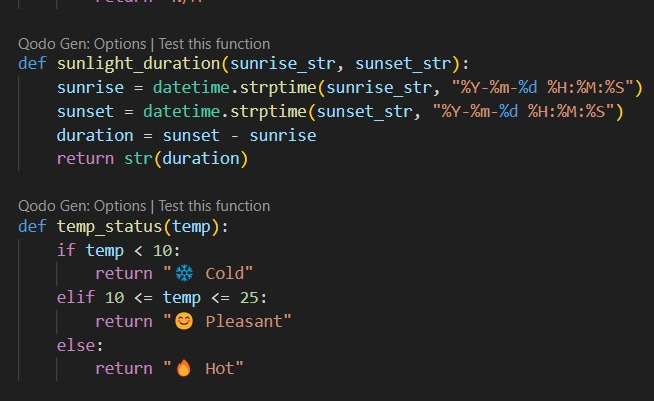 return "N/A"
Qodo Gen: Options | Test this function
def sunlight_duration(sunrise_str, sunset_str):
    sunrise = datetime.strptime(sunrise_str, "%Y-%m-%d %H:%M:%S")
    sunset = datetime.strptime(sunset_str, "%Y-%m-%d %H:%M:%S")
    duration = sunset - sunrise
    return str(duration)
Qodo Gen: Options | Test this function
def temp_status(temp):
    if temp < 10:
        return "❄️ Cold"
    elif 10 <= temp <= 25:
        return "😊 Pleasant"
    else:
        return "🔥 Hot"